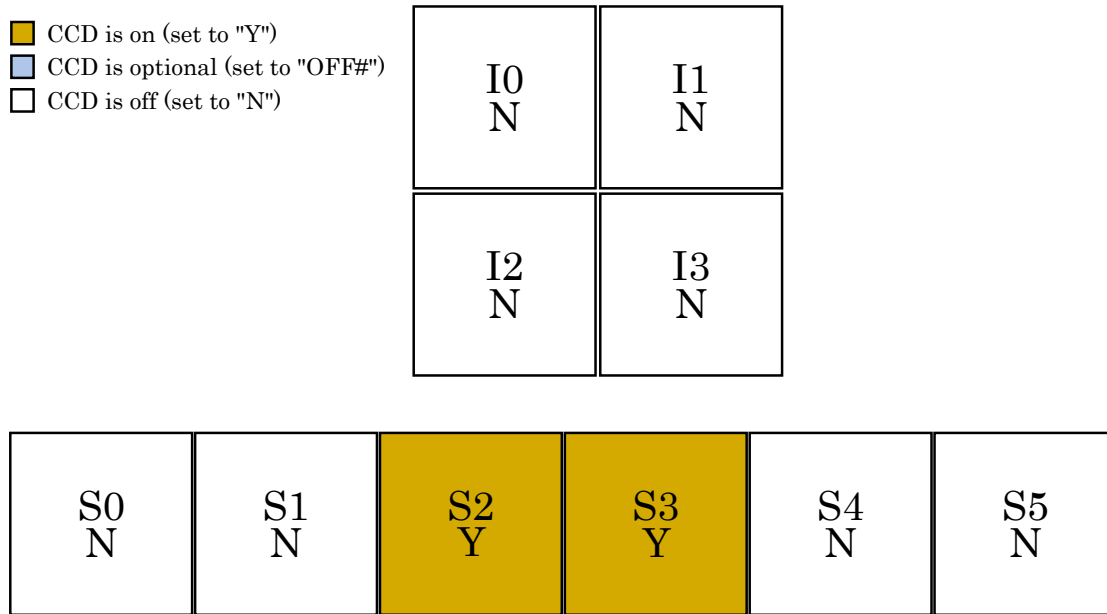 CCD is on (set to "Y")
CCD is optional (set to "OFF#")
CCD is off (set to "N")
I0
N
I1
N
I2
N
I3
N
S0
N
S1
N
S2
Y
S3
Y
S4
N
S5
N